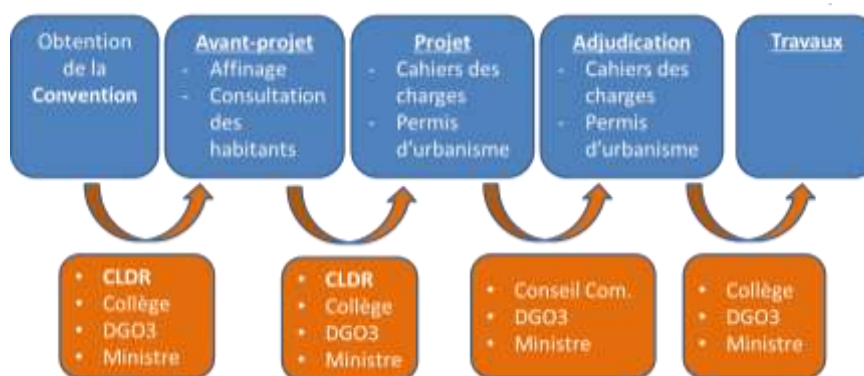 Obtention
de la
Convention
Avant-projet
- Affinage
- Consultation
des
habitants
Projet
- Cahiers des
charges
- Permis
d'urbanisme
Adjudication
- Cahiers des
charges
- Permis
d'urbanisme
Travaux
• CLDR
• Collège
• DGO3
• Ministre
• CLDR
• Collège
• DGO3
• Ministre
• Conseil Com.
• DGO3
• Ministre
• Collège
• DGO3
• Ministre